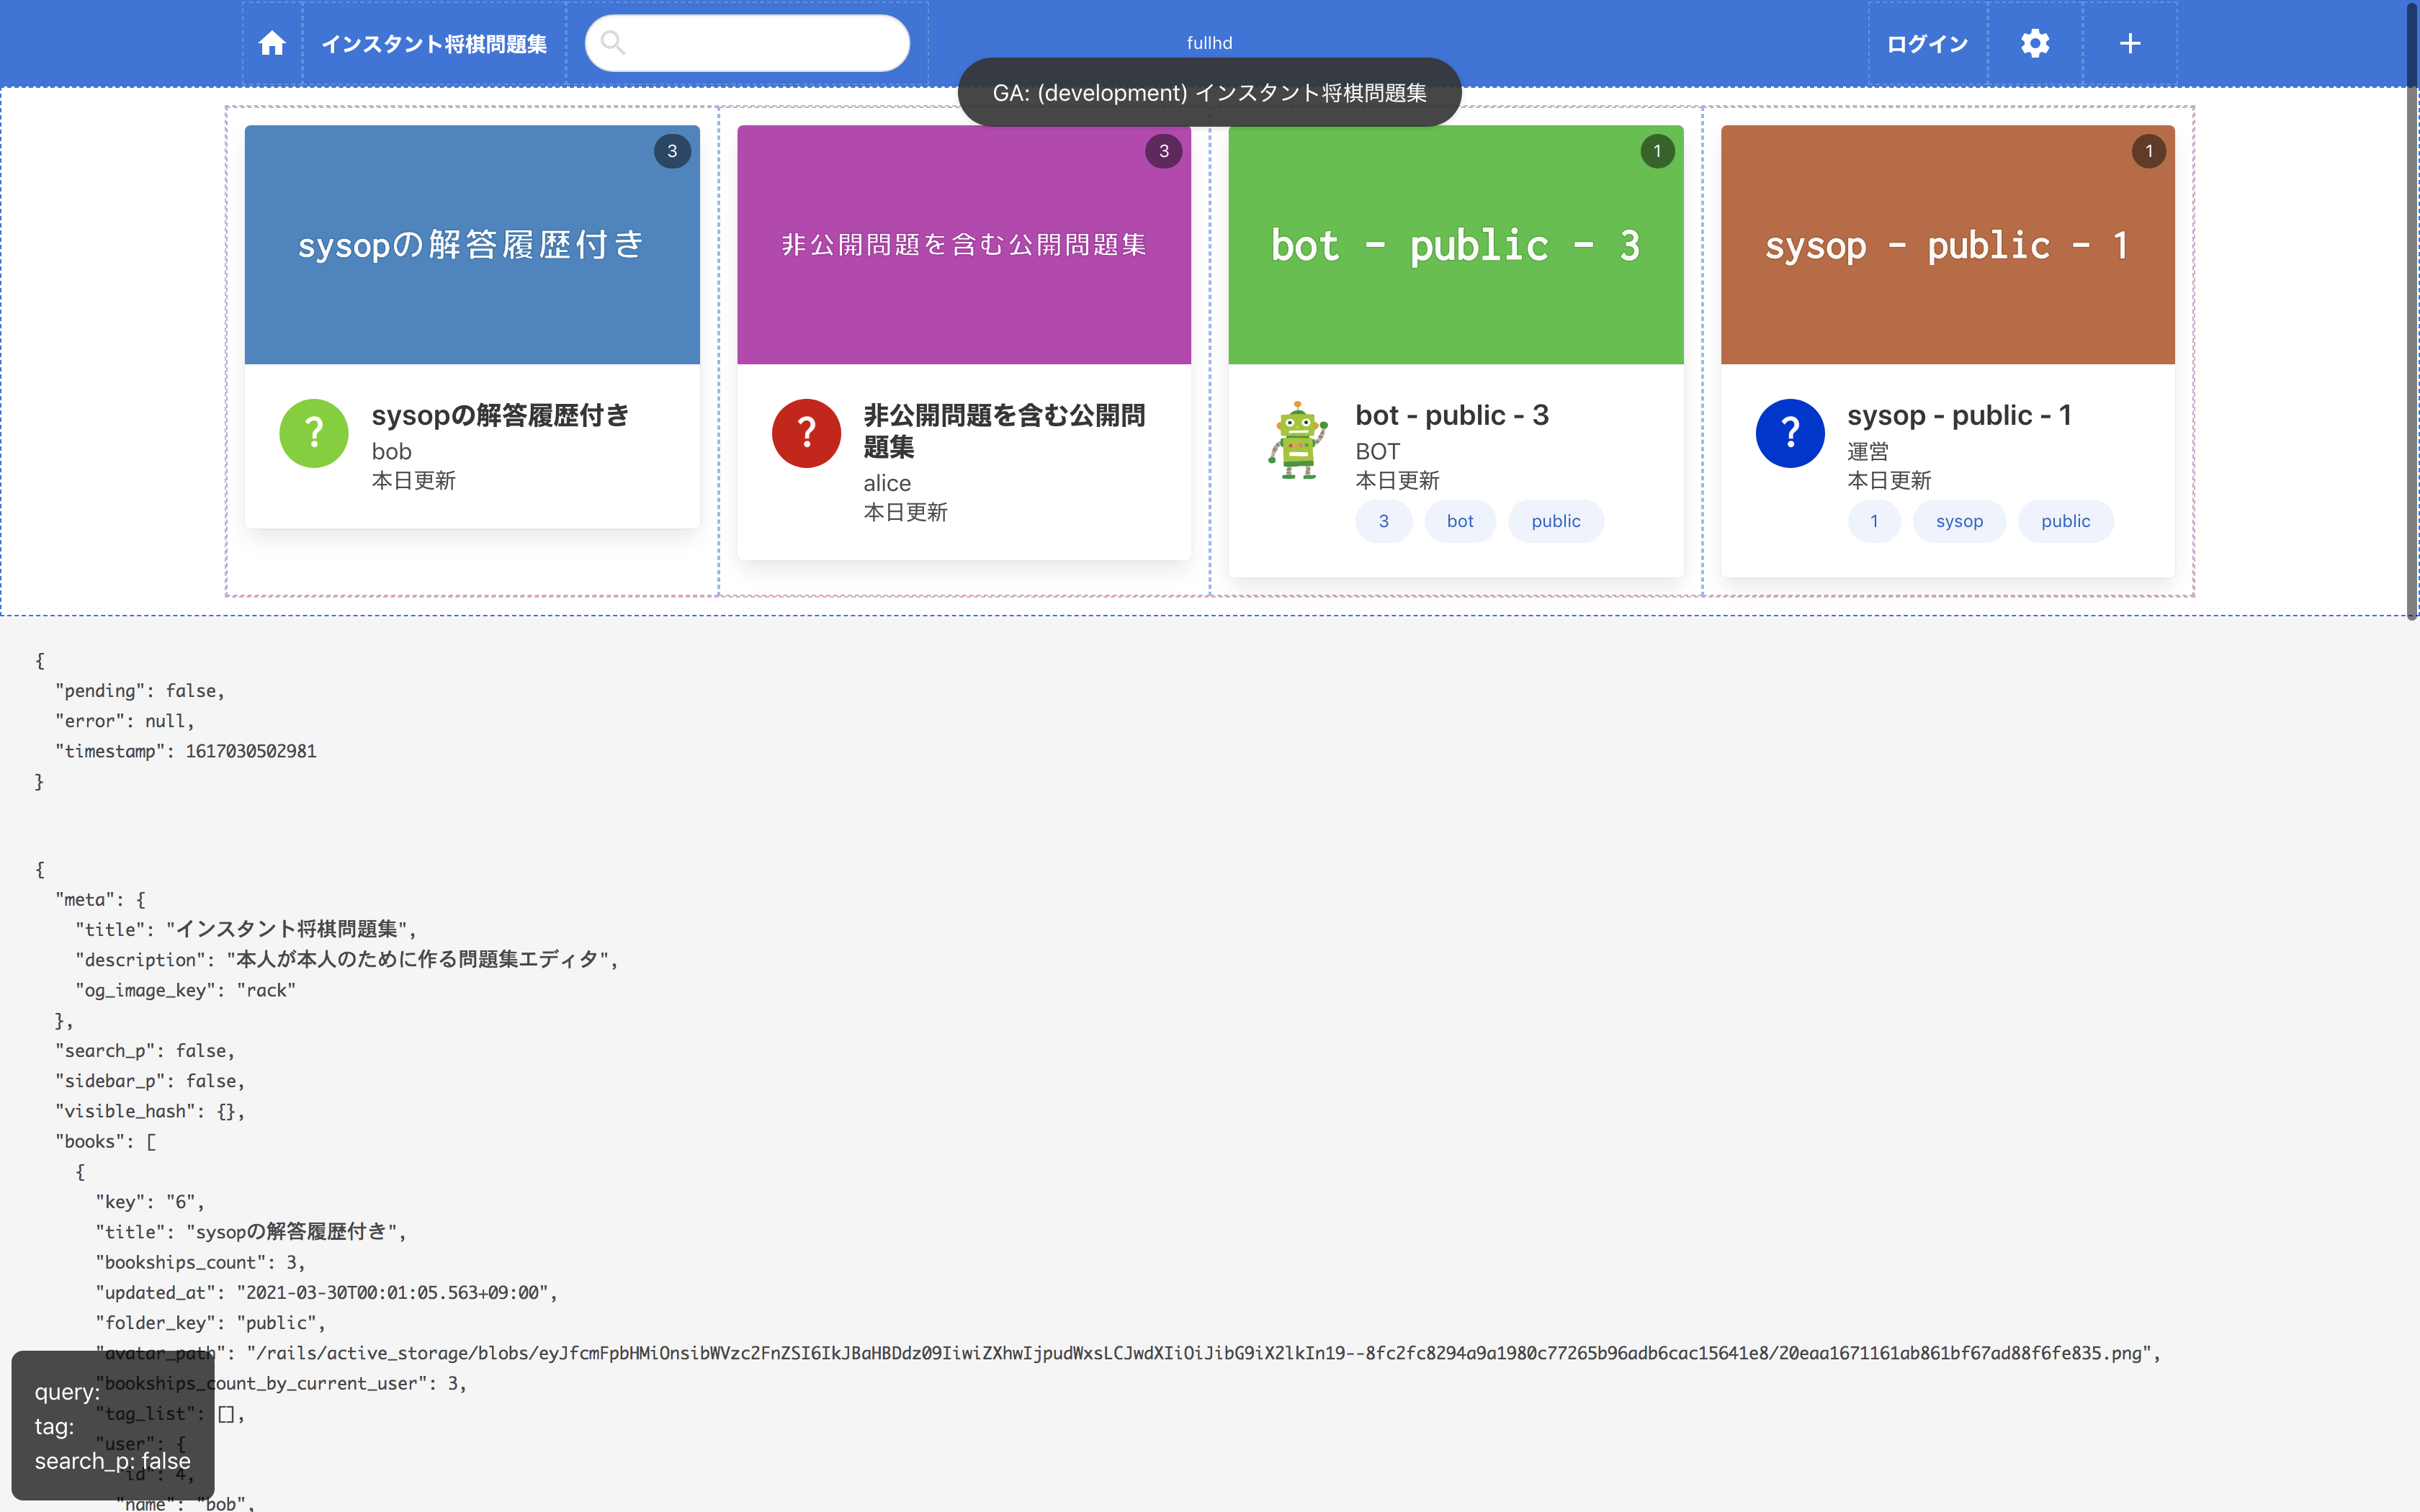 インスタント将棋問題集
fullhd
ログイン
GA: (development) インスタント将棋問題集
3
sysopの解答履歴付き
sysopの解答履歴付き
bob
本日更新
3
非公開問題を含む公開問題集
非公開問題を含む公開問
題集
alice
本日更新
1
bot - public - 3
bot - public - 3
BOT
本日更新
3 bot public
1
sysop - public - 1
sysop - public - 1
運営
本日更新
1 sysop public
{
"pending": false,
"error": null,
"timestamp": 1617030502981
}
{
"meta": {
"title": "インスタント将棋問題集",
"description": "本人が本人のために作る問題集エディタ",
"og_image_key": "rack"
},
"search_p": false,
"sidebar_p": false,
"visible_hash": {},
"books": [
{
"key": "6",
"title": "sysopの解答履歴付き",
"bookships_count": 3,
"updated_at": "2021-03-30T00:01:05.563+09:00",
"folder_key": "public",
"avatar_path": "/rails/active_storage/blobs/eyJfcmFpbHMiOnsibWVzc2FnZSI6IkJBaHBDdz09IiwiZXhwIjpudWxsLCJwdXIiOiJibG9iX2lkIn19--8fc2fc8294a9a1980c77265b96adb6cac15641e8/20eaa1671161ab861bf67ad88f6fe835.png",
"bookships_count_by_current_user": 3,
"tag_list": [],
"user": {
"id": 4,
"name": "bob",
query:
tag:
search_p: false